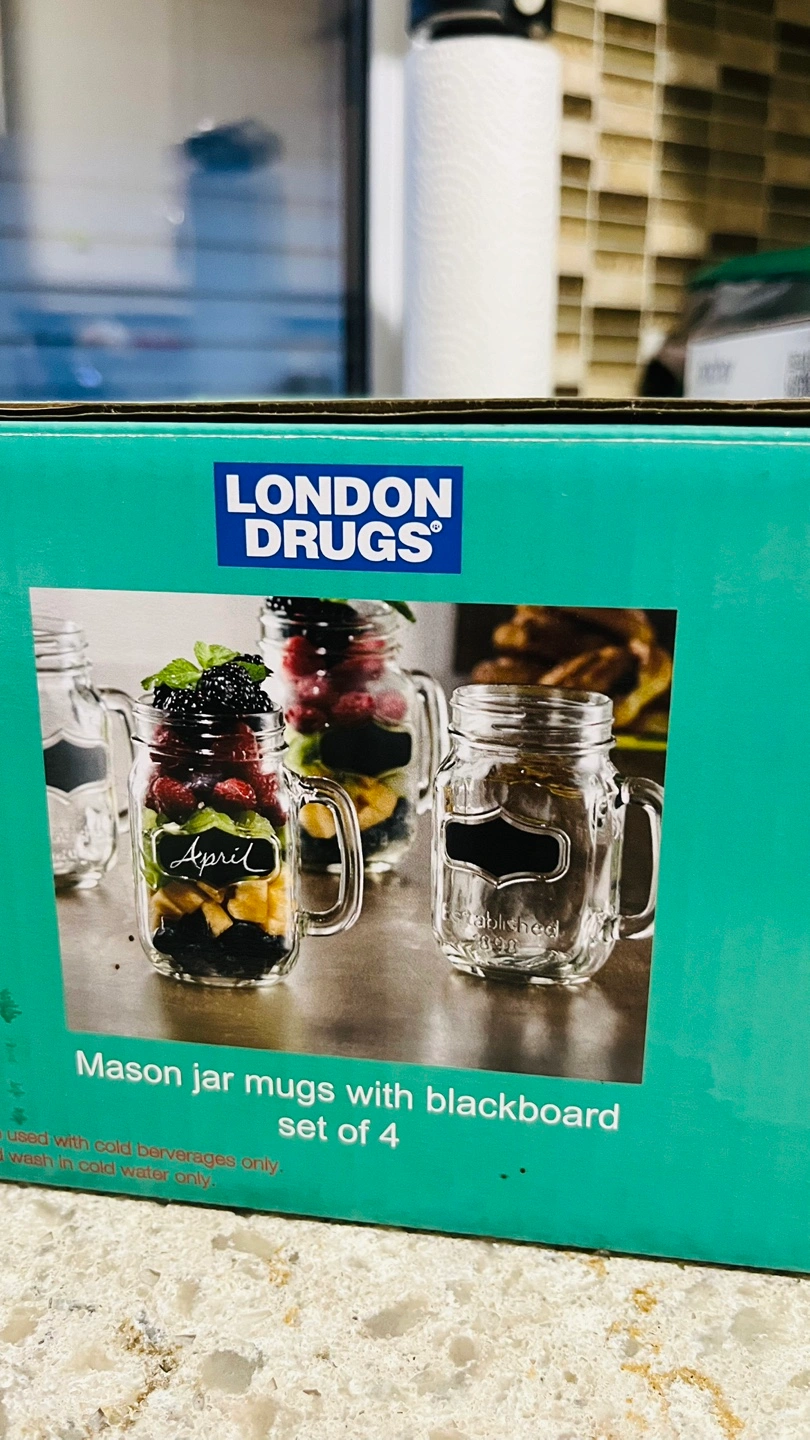 LONDON
DRUGS
April
Established
Mason jar mugs with blackboard
set of 4
used with cold berverages only.
wash in cold water only.